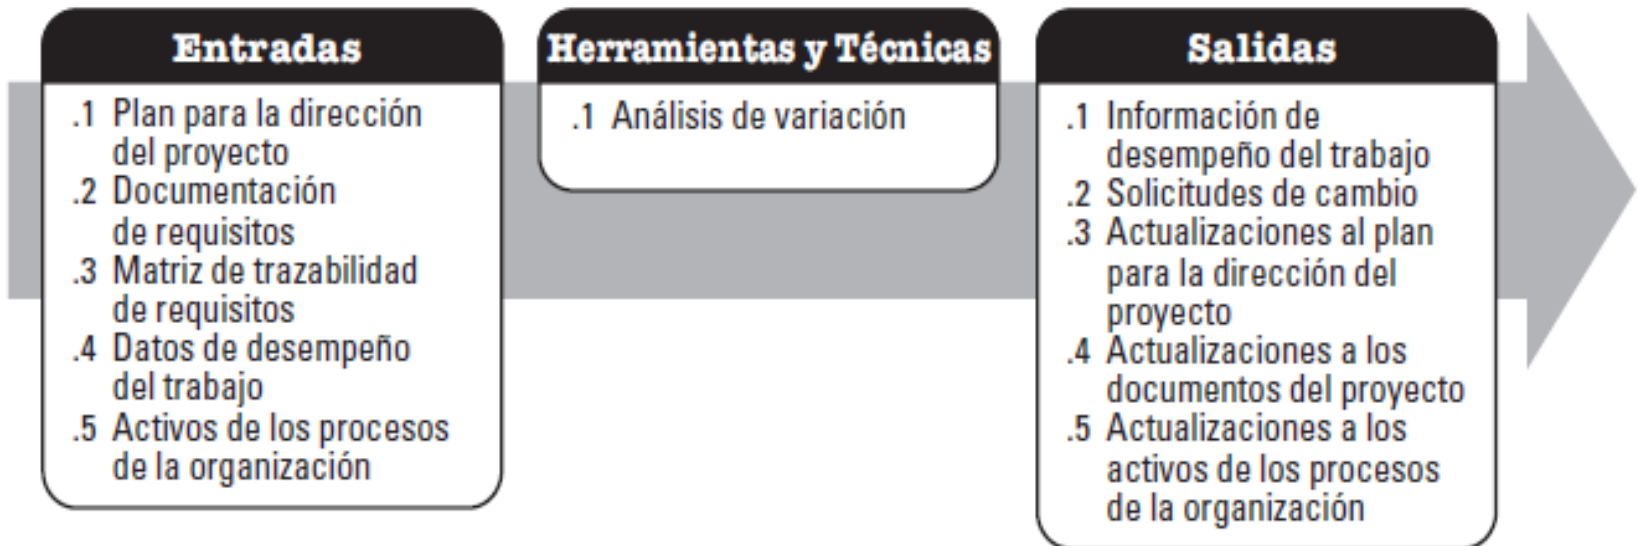 Entradas
.1 Plan para la dirección
del proyecto
.2 Documentación
de requisitos
.3 Matriz de trazabilidad
de requisitos
.4 Datos de desempeño
del trabajo
.5 Activos de los procesos
de la organización
Herramientas y Técnicas
.1 Análisis de variación
Salidas
.1 Información de
desempeño del trabajo
.2 Solicitudes de cambio
.3 Actualizaciones al plan
para la dirección del
proyecto
.4 Actualizaciones a los
documentos del proyecto
.5 Actualizaciones a los
activos de los procesos
de la organización